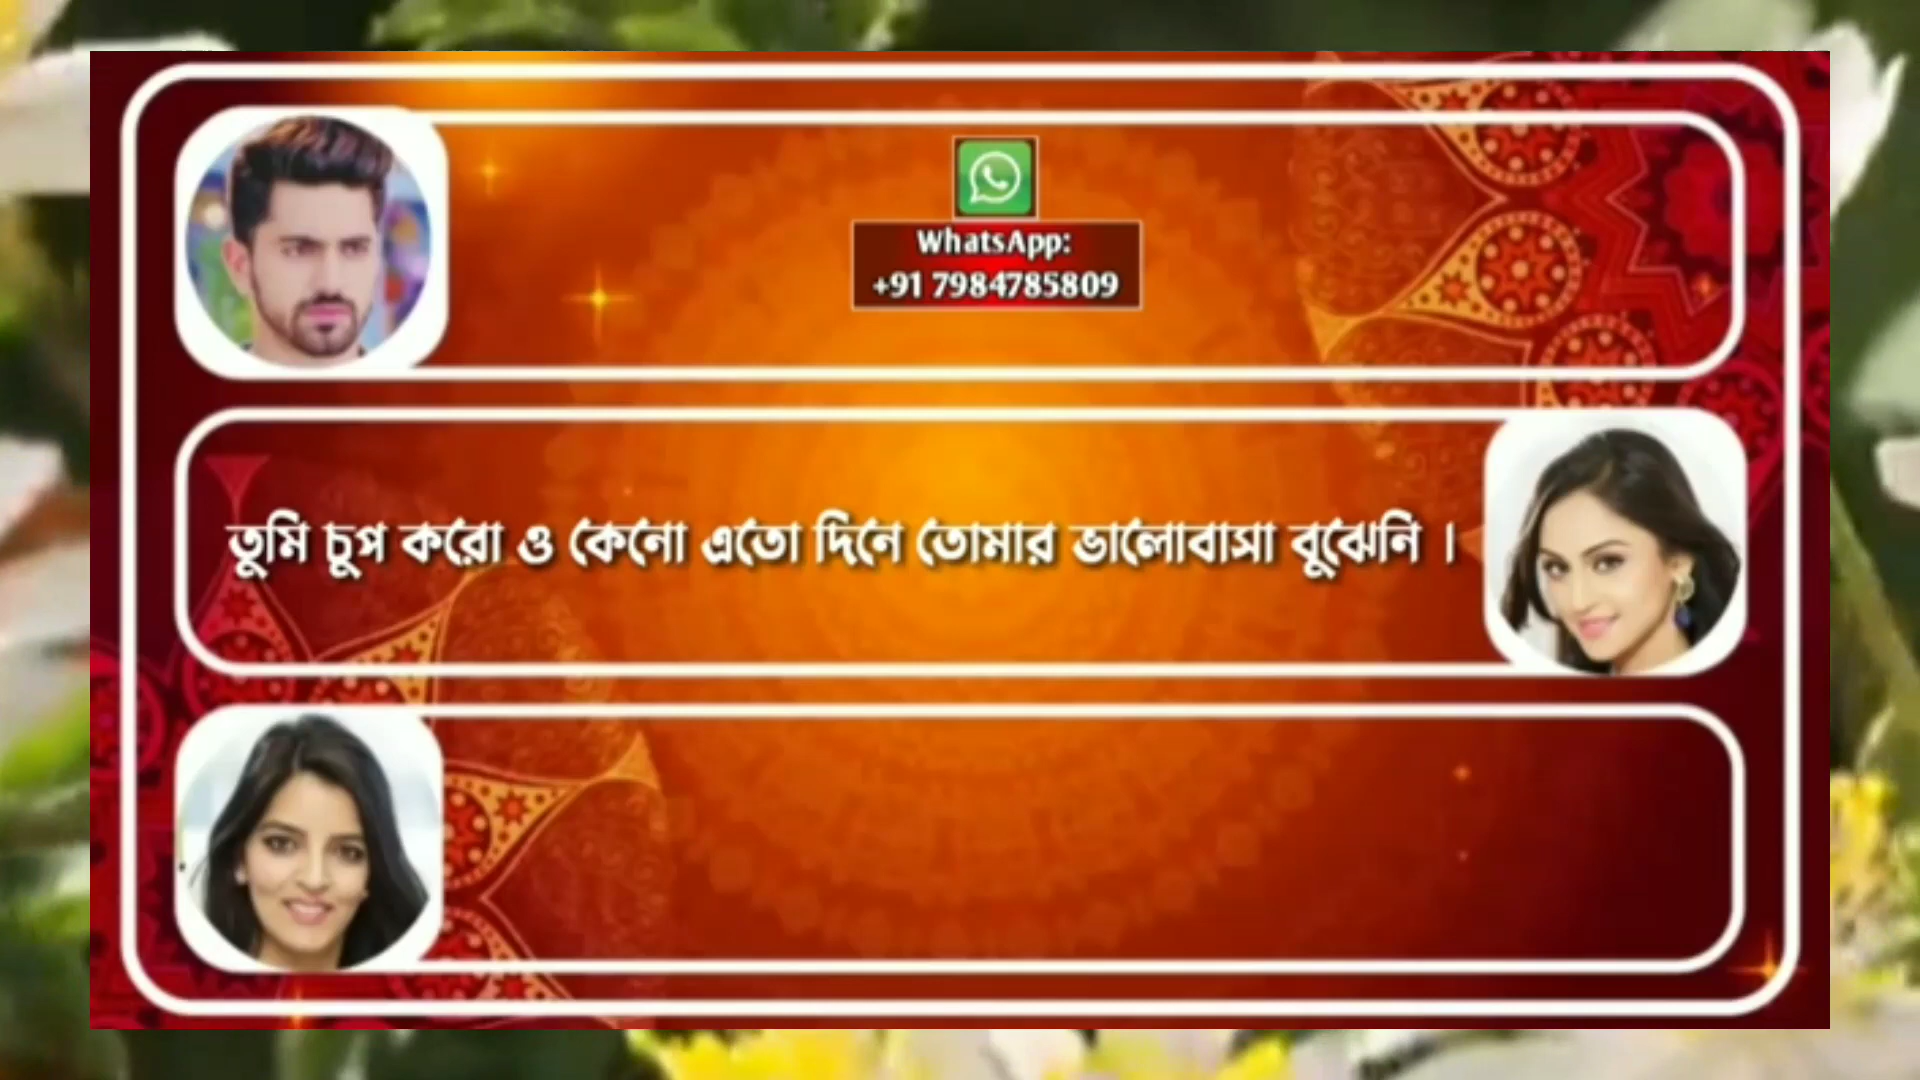 WhatsApp:
+91 7984785809
তুমি চুপ করো ও কেনো এতো দিনে তোমার ভালোবাসা বুঝেনি ।